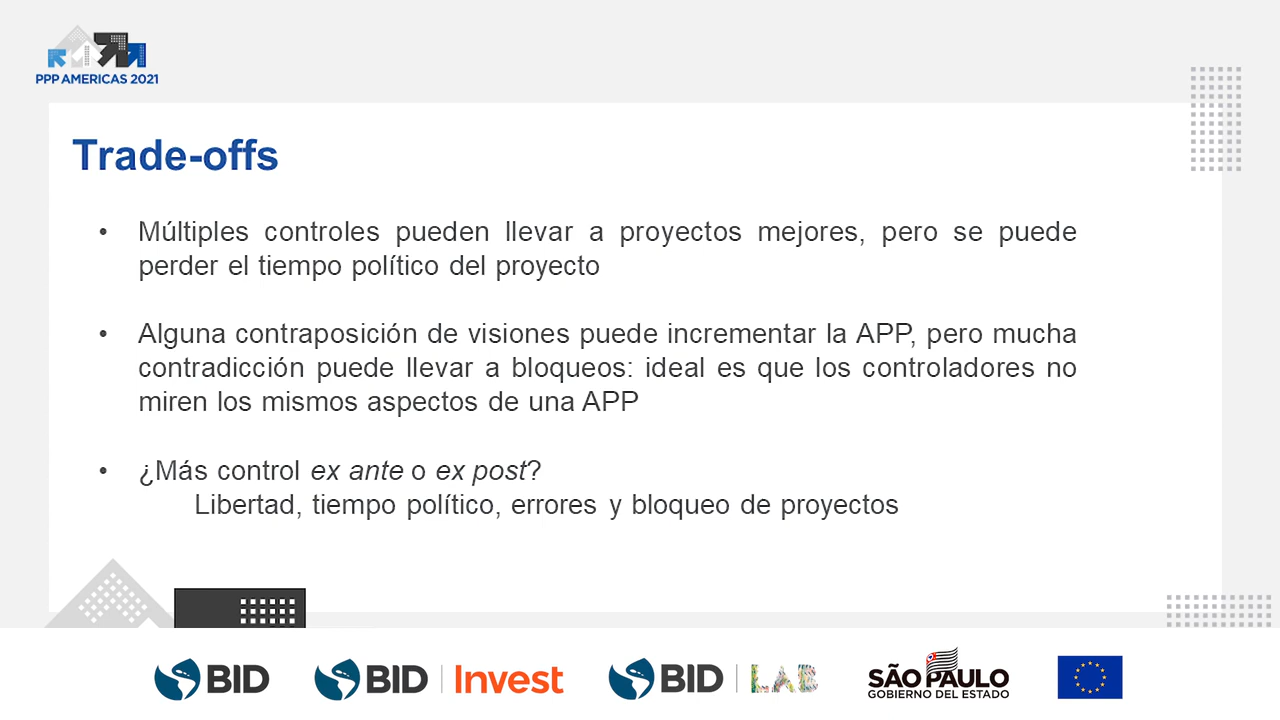 PPP AMERICAS 2021
Trade-offs
• Múltiples controles pueden llevar a proyectos mejores, pero se puede
perder el tiempo político del proyecto
• Alguna contraposición de visiones puede incrementar la APP, pero mucha
contradicción puede llevar a bloqueos: ideal es que los controladores no
miren los mismos aspectos de una APP
• ¿Más control ex ante o ex post?
Libertad, tiempo político, errores y bloqueo de proyectos
BID
BID | Invest
BID | LAB
SÃO PAULO
GOBIERNO DEL ESTADO